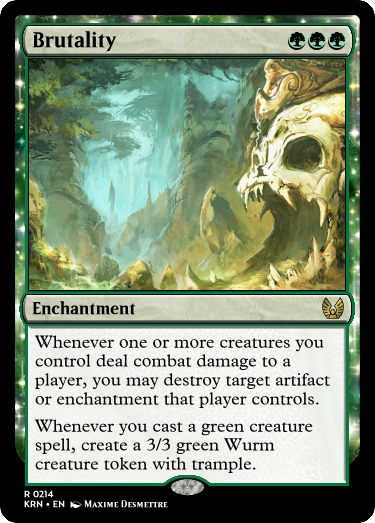 Brutality
Enchantment
Whenever one or more creatures you
control deal combat damage to a
player, you may destroy target artifact
or enchantment that player controls.
Whenever you cast a green creature
spell, create a 3/3 green Wurm
creature token with trample.
R 0214
KRN • EN Maxime Desmettre